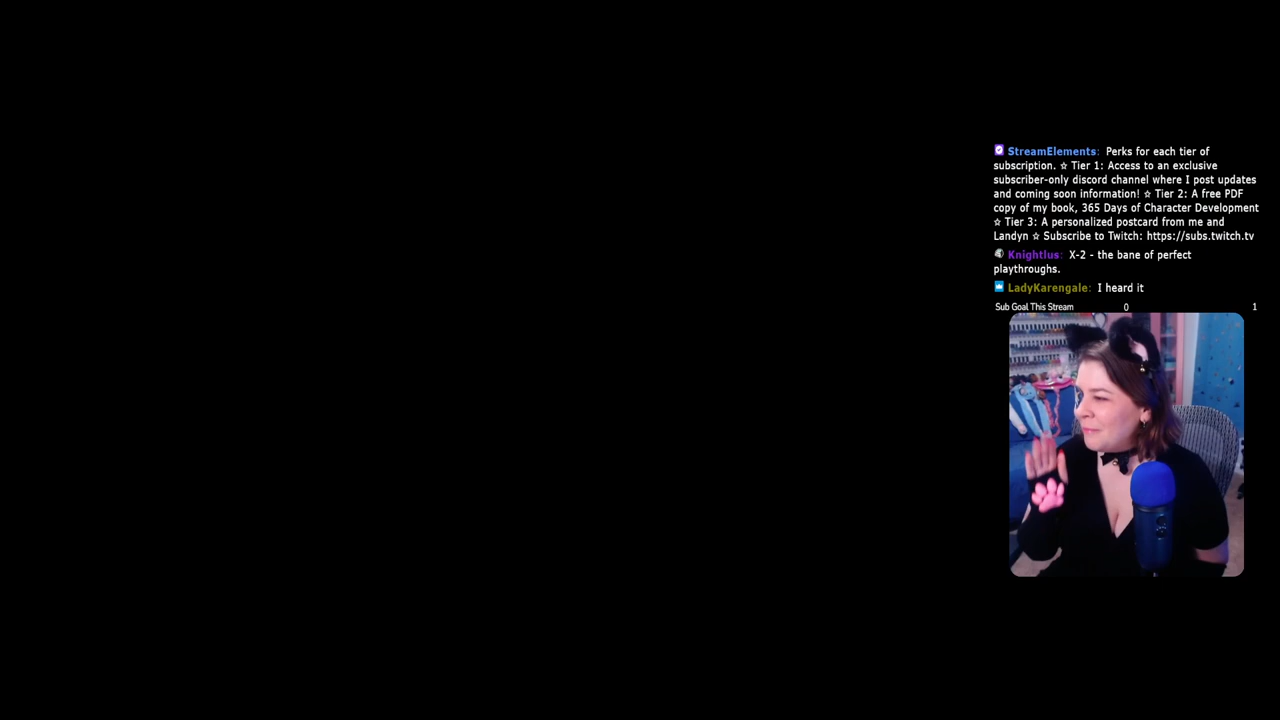 StreamElements: Perks for each tier of
subscription. ☆ Tier 1: Access to an exclusive
subscriber-only discord channel where I post updates
and coming soon information! ☆ Tier 2: A free PDF
copy of my book, 365 Days of Character Development
☆ Tier 3: A personalized postcard from me and
Landyn ☆ Subscribe to Twitch: https://subs.twitch.tv
Knightlus: X-2 - the bane of perfect
playthroughs.
LadyKarengale: I heard it
Sub Goal This Stream 0 1